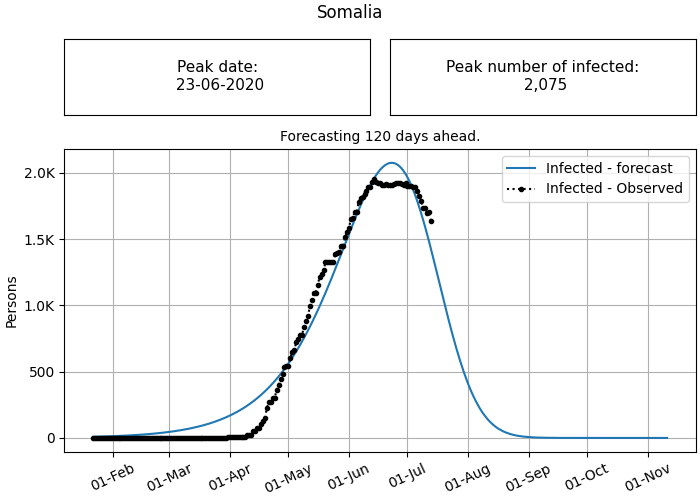 Somalia
Peak date:
23-06-2020
Peak number of infected:
2,075
Forecasting 120 days ahead.
Infected - forecast
Infected - Observed
2.0K
1.5K
1.0K
500
0
Persons
01-Feb
01-Mar
01-Apr
01-May
01-Jun
01-Jul
01-Aug
01-Sep
01-Oct
01-Nov